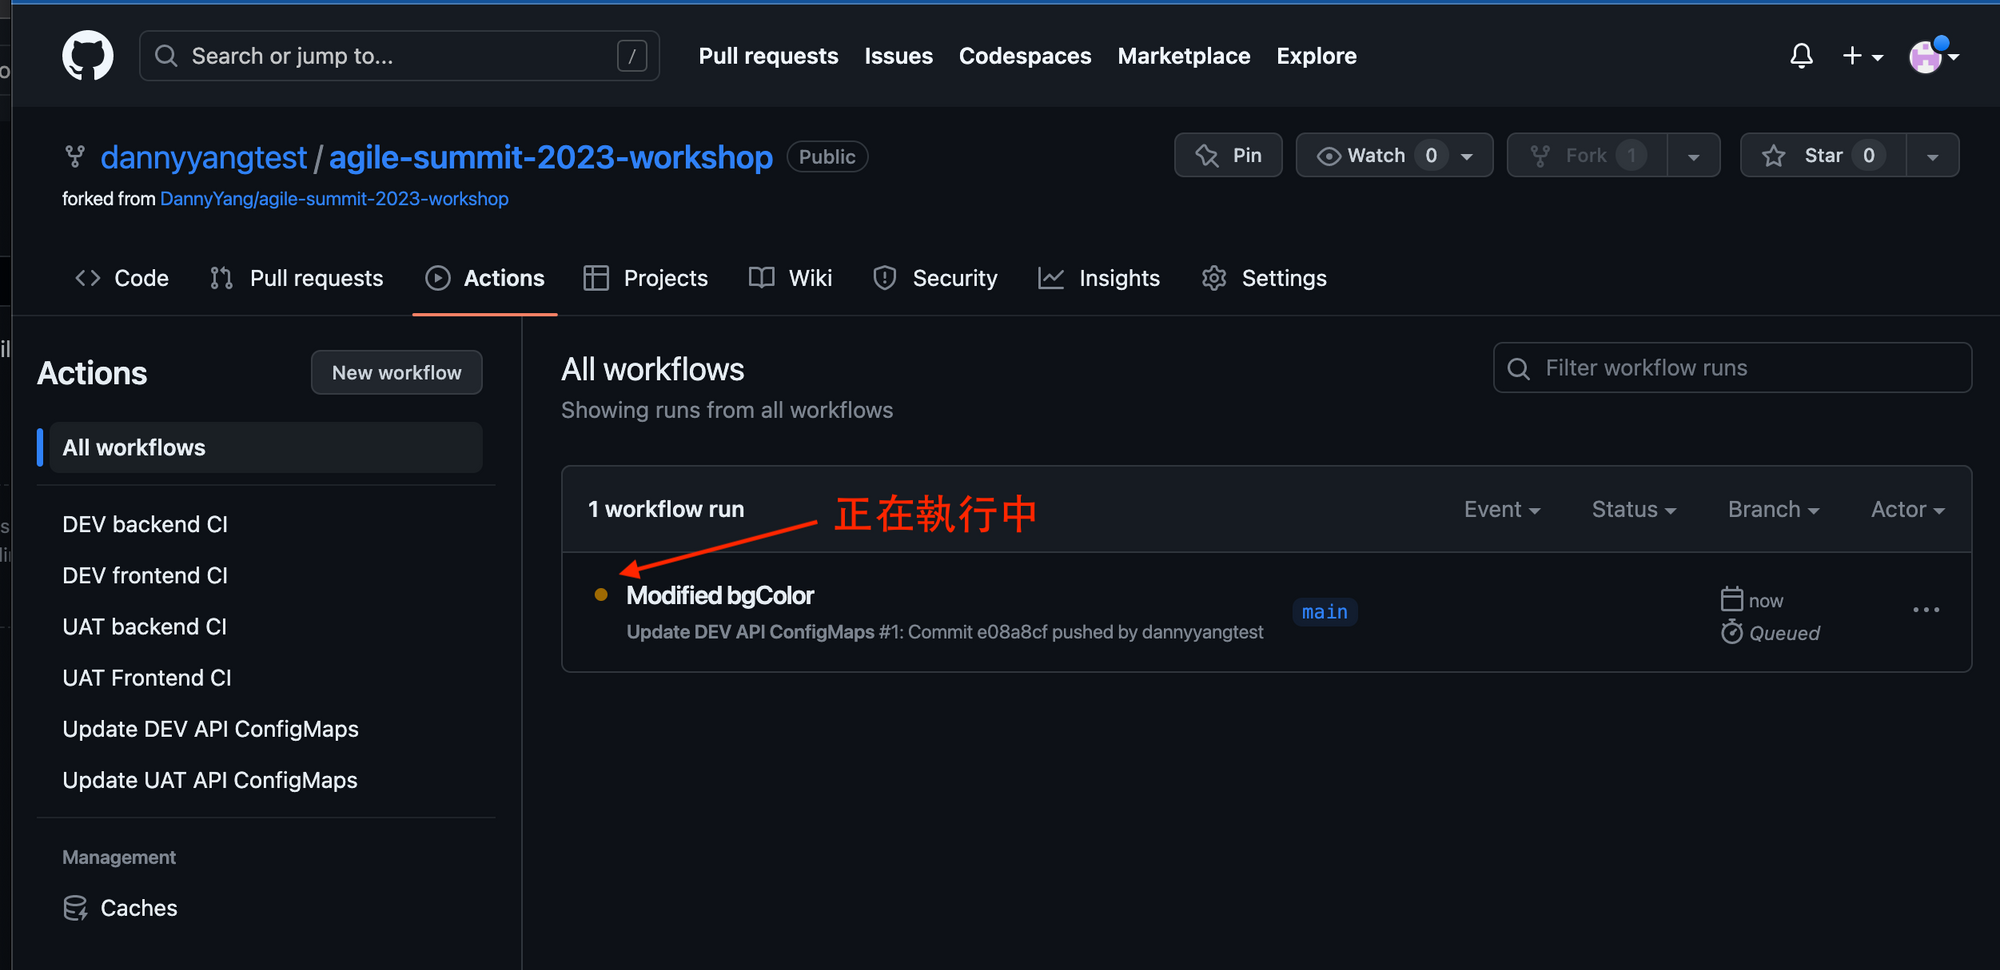 Search or jump to... /
Pull requests Issues Codespaces Marketplace Explore
dannyyangtest / agile-summit-2023-workshop Public
Pin Watch 0 Fork 1 Star 0
forked from DannyYang/agile-summit-2023-workshop
Code Pull requests Actions Projects Wiki Security Insights Settings
Actions New workflow
All workflows
DEV backend CI
DEV frontend CI
UAT backend CI
UAT Frontend CI
Update DEV API ConfigMaps
Update UAT API ConfigMaps
Management
Caches
All workflows
Showing runs from all workflows
Filter workflow runs
1 workflow run 正在執行中 Event Status Branch Actor
Modified bgColor
Update DEV API ConfigMaps #1: Commit e08a8cf pushed by dannyyangtest
main
now
Queued